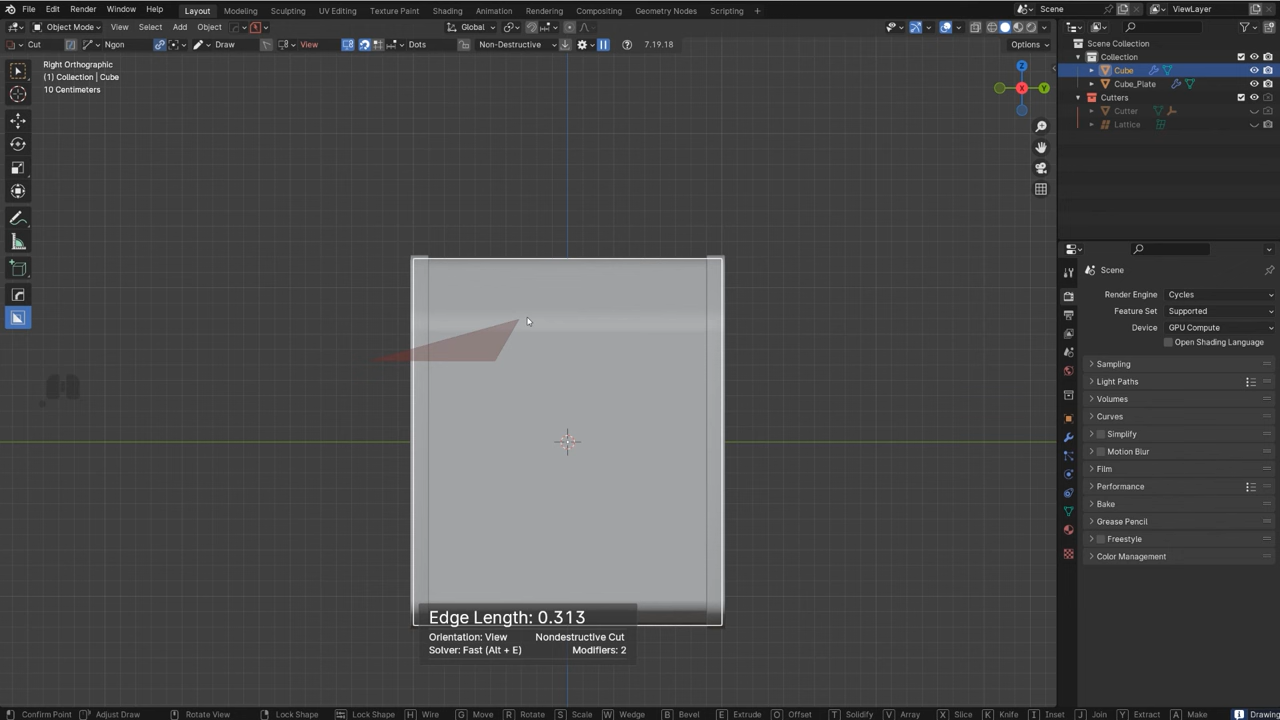 File Edit Render Window Help Layout Modeling Sculpting UV Editing Texture Paint Shading Animation Rendering Compositing Geometry Nodes Scripting Scene ViewLayer
Object Mode View Select Add Object Global
Cut Ngon Draw View Dots Non-Destructive 7.19.18 Options
Right Orthographic
(1) Collection | Cube
10 Centimeters
Z
X
Y
Edge Length: 0.313
Orientation: View Nondestructive Cut
Solver: Fast (Alt + E) Modifiers: 2
Scene Collection
Collection
Cube
Cube_Plate
Cutters
Cutter
Lattice
Scene
Render Engine Cycles
Feature Set Supported
Device GPU Compute
Open Shading Language
Sampling
Light Paths
Volumes
Curves
Simplify
Motion Blur
Film
Performance
Bake
Grease Pencil
Freestyle
Color Management
Confirm Point Adjust Draw Rotate View Lock Shape Lock Shape H Wire G Move R Rotate S Scale W Wedge B Bevel E Extrude O Offset T Solidify V Array X Slice K Knife I Inset J Join Y Extract A Make Drawing